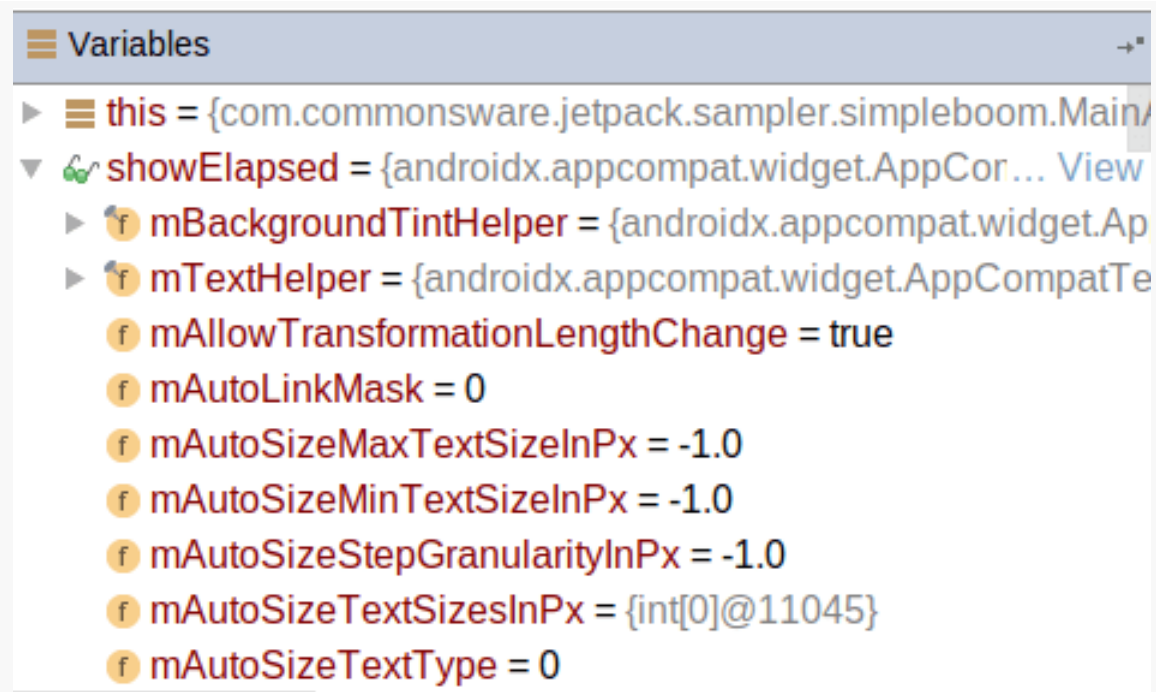 Variables
this = {com.commonsware.jetpack.sampler.simpleboom.Main
showElapsed = {androidx.appcompat.widget.AppCor... View
mBackgroundTintHelper = {androidx.appcompat.widget.Ap
mTextHelper = {androidx.appcompat.widget.AppCompatTe
f mAllowTransformationLengthChange = true
f mAutoLinkMask = 0
f mAutoSizeMaxTextSizeInPx = -1.0
f mAutoSizeMinTextSizeInPx = -1.0
f mAutoSizeStepGranularityInPx = -1.0
f mAutoSizeTextSizesInPx = {int[0]@11045}
f mAutoSizeTextType = 0